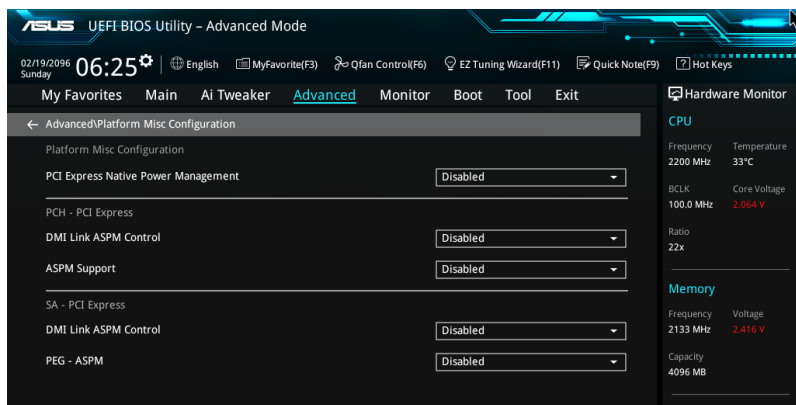 ASUS UEFI BIOS Utility – Advanced Mode
02/19/2096 Sunday 06:25 English MyFavorite(F3) Qfan Control(F6) EZ Tuning Wizard(F11) Quick Note(F9) ? Hot Keys
My Favorites Main Ai Tweaker Advanced Monitor Boot Tool Exit
Hardware Monitor
← Advanced\Platform Misc Configuration
Platform Misc Configuration
PCI Express Native Power Management Disabled
PCH - PCI Express
DMI Link ASPM Control Disabled
ASPM Support Disabled
SA - PCI Express
DMI Link ASPM Control Disabled
PEG - ASPM Disabled
CPU
Frequency Temperature
2200 MHz 33°C
BCLK Core Voltage
100.0 MHz 2.064 V
Ratio
22x
Memory
Frequency Voltage
2133 MHz 2.416 V
Capacity
4096 MB